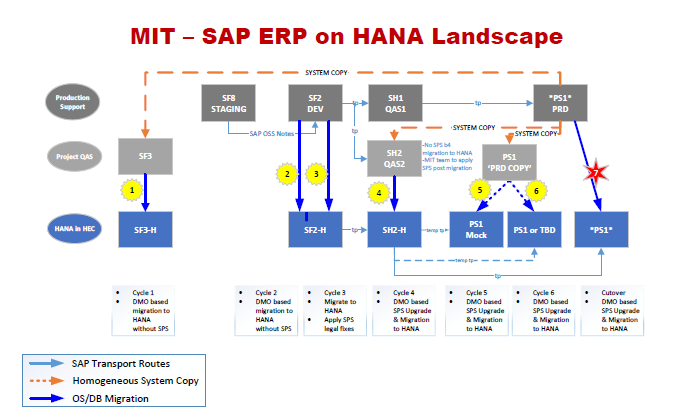 MIT – SAP ERP on HANA Landscape
SYSTEM COPY
Production
Support
SF8
STAGING
SF2
DEV
tp
SH1
QAS1
tp
*PS1*
PRD
tp
SAP OSS Notes
SYSTEM COPY
SYSTEM COPY
Project QAS
SF3
SH2
QAS2
-No SPS b4
migration to HANA
-MIT team to apply
SPS post migration
PS1
'PRD COPY'
1
2
3
4
5
6
7
HANA in HEC
SF3-H
SF2-H
SH2-H
temp tp
PS1
Mock
PS1 or TBD
*PS1*
temp tp
tp
• Cycle 1
• DMO based
migration to
HANA
without SPS
• Cycle 2
• DMO based
migration to
HANA
without SPS
• Cycle 3
• Migrate to
HANA
• Apply SPS
legal fixes
• Cycle 4
• DMO based
SPS Upgrade
& Migration
to HANA
• Cycle 5
• DMO based
SPS Upgrade
& Migration
to HANA
• Cycle 6
• DMO based
SPS Upgrade
& Migration
to HANA
• Cutover
• DMO based
SPS Upgrade
& Migration
to HANA
SAP Transport Routes
Homogeneous System Copy
OS/DB Migration